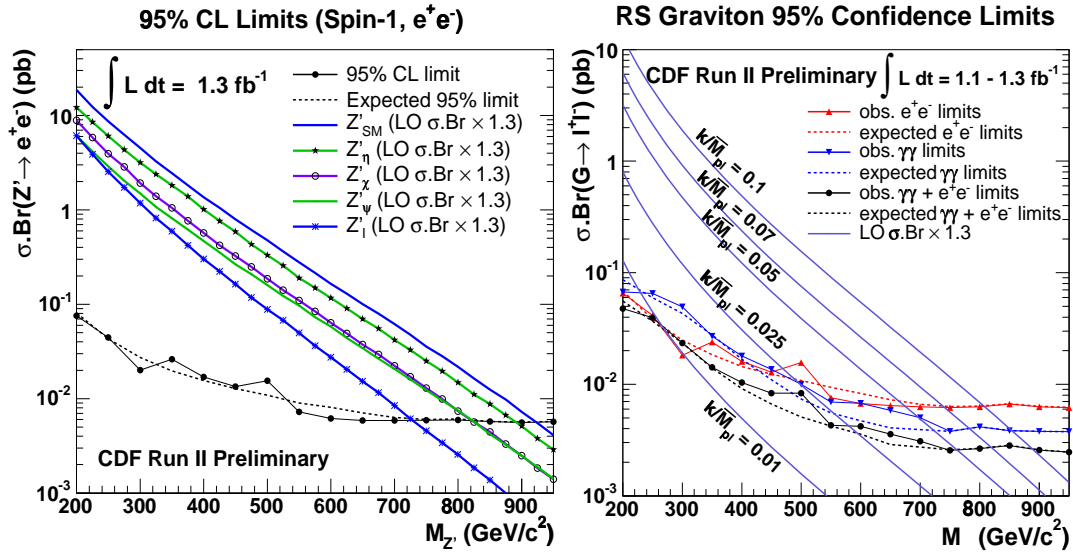 95% CL Limits (Spin-1, e⁺e⁻)
σ.Br(Z'→ e⁺e⁻) (pb)
∫ L dt = 1.3 fb⁻¹
95% CL limit
Expected 95% limit
Z'SM (LO σ.Br × 1.3)
Z'η (LO σ.Br × 1.3)
Z'χ (LO σ.Br × 1.3)
Z'ψ (LO σ.Br × 1.3)
Z'I (LO σ.Br × 1.3)
CDF Run II Preliminary
10
1
10⁻¹
10⁻²
10⁻³
200 300 400 500 600 700 800 900
M_Z' (GeV/c²)
RS Graviton 95% Confidence Limits
σ.Br(G→ l⁺l⁻) (pb)
CDF Run II Preliminary ∫ L dt = 1.1 - 1.3 fb⁻¹
obs. e⁺e⁻ limits
expected e⁺e⁻ limits
obs. γγ limits
expected γγ limits
obs. γγ + e⁺e⁻ limits
expected γγ + e⁺e⁻ limits
LO σ.Br × 1.3
k/M̅pl = 0.1
k/M̅pl = 0.07
k/M̅pl = 0.05
k/M̅pl = 0.025
k/M̅pl = 0.01
10
1
10⁻¹
10⁻²
10⁻³
200 300 400 500 600 700 800 900
M (GeV/c²)